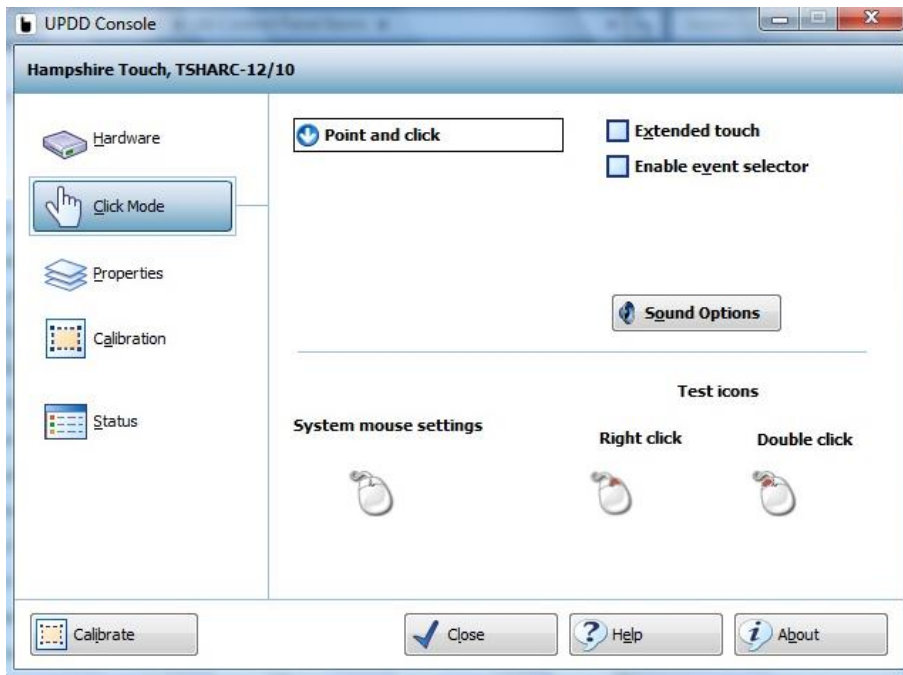 UPDD Console
Hampshire Touch, TSHARC-12/10
Hardware
Click Mode
Properties
Calibration
Status
Point and click
Extended touch
Enable event selector
Sound Options
System mouse settings
Test icons
Right click
Double click
Calibrate
Close
Help
About